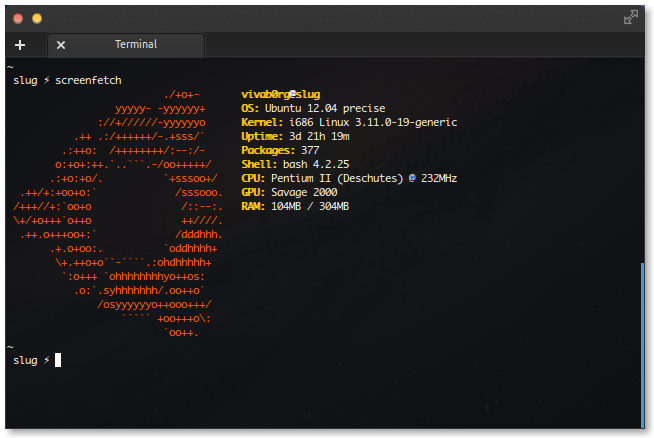 Terminal
~
slug ⚡ screenfetch
./+o+-       vivab0rg@slug
yyyyy- -yyyyyy+      OS: Ubuntu 12.04 precise
://+//////-yyyyyyo      Kernel: i686 Linux 3.11.0-19-generic
.++ .:/++++++/-.+sss/`     Uptime: 3d 21h 19m
.:++o:  /++++++++/:--:/-     Packages: 377
o:+o+:++.`..```.-/oo+++++/    Shell: bash 4.2.25
.:+o:+o/.          `+sssoo+/   CPU: Pentium II (Deschutes) @ 232MHz
.++/+:+oo+o:`             /sssooo.  GPU: Savage 2000
/+++//+:`oo+o               /::--:.  RAM: 104MB / 304MB
\+/+o+++`o++o               ++////.
.++.o+++oo+:`             /dddhhh.
.+.o+oo:.          `oddhhhh+
\+.++o+o``-````.:ohdhhhhh+
`:o+++ `ohhhhhhhhyo++os:
.o:`.syhhhhhhh/.oo++o`
/osyyyyyyo++ooo+++/
````` +oo+++o\:
`oo++.
~
slug ⚡